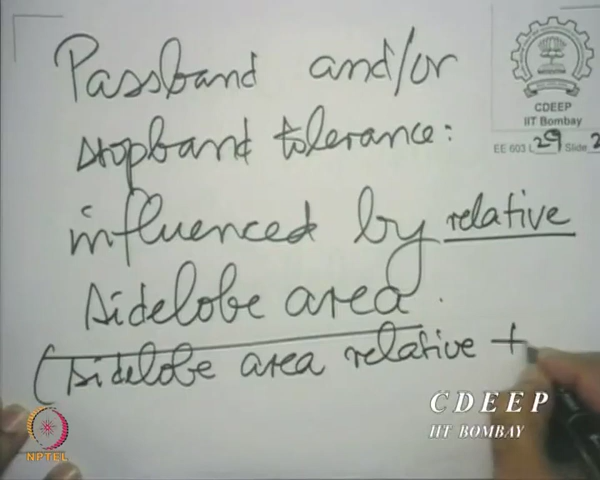 Passband and/or
stopband tolerance:
influenced by relative
sidelobe area.
(sidelobe area relative t
CDEEP
IIT Bombay
EE 603 L 29 Slide 2
CDEEP
IIT BOMBAY
NPTEL